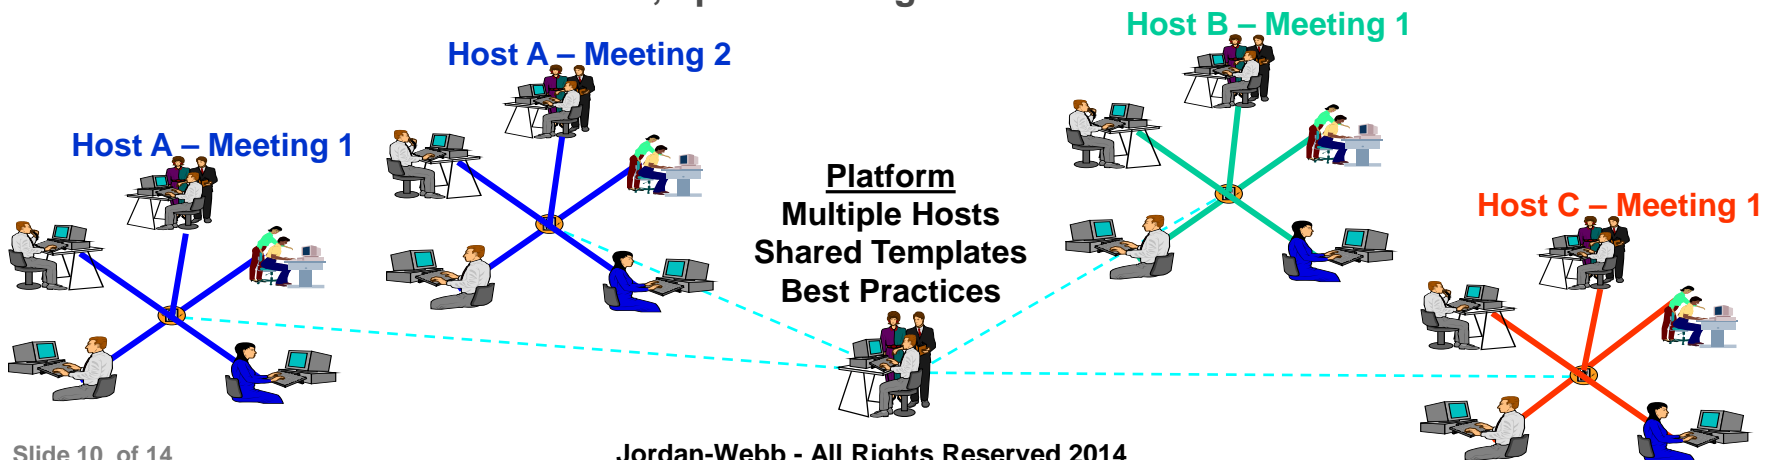 Host B – Meeting 1
Host A – Meeting 2
Host A – Meeting 1
Platform
Multiple Hosts
Shared Templates
Best Practices
Host C – Meeting 1
Slide 10 of 14
Jordan-Webb - All Rights Reserved 2014